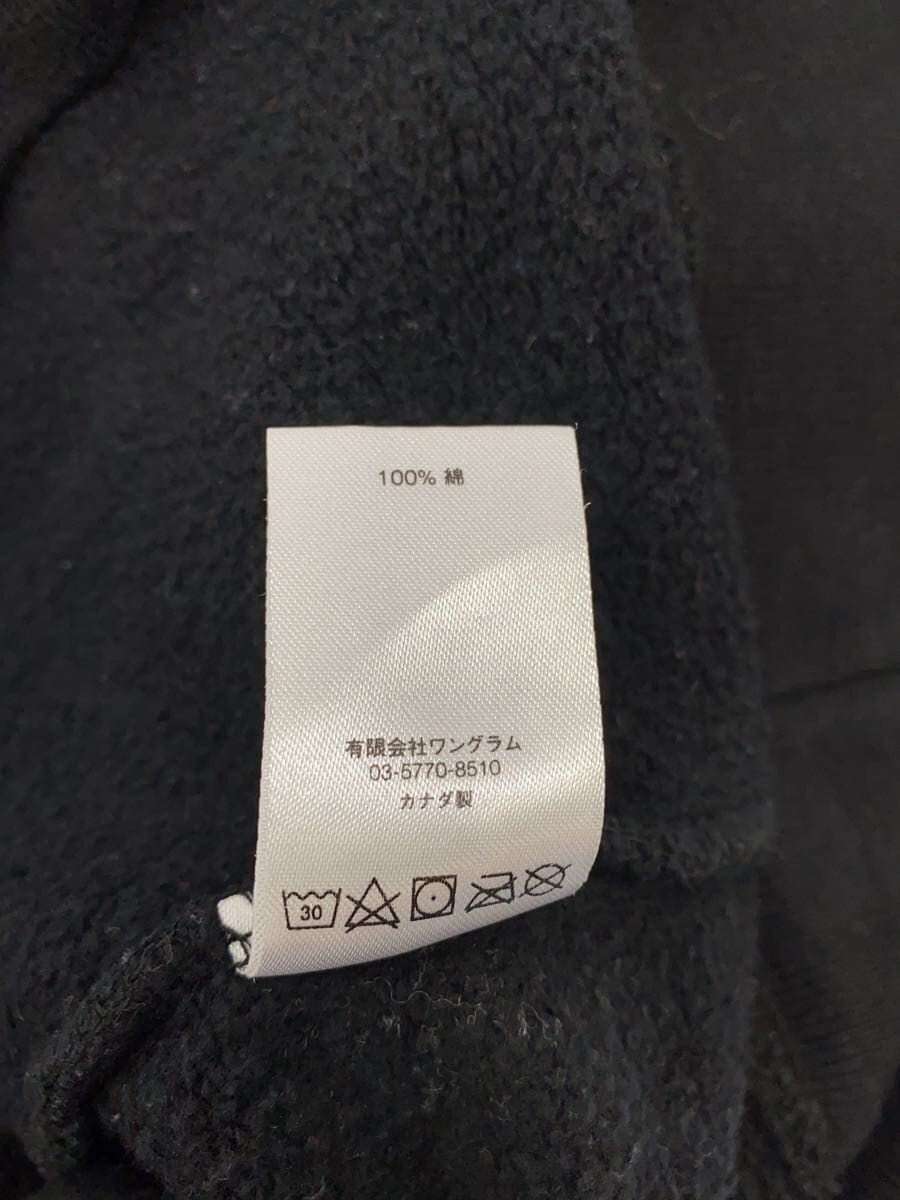 100% 綿
有限会社ワングラム
03-5770-8510
カナダ製
30